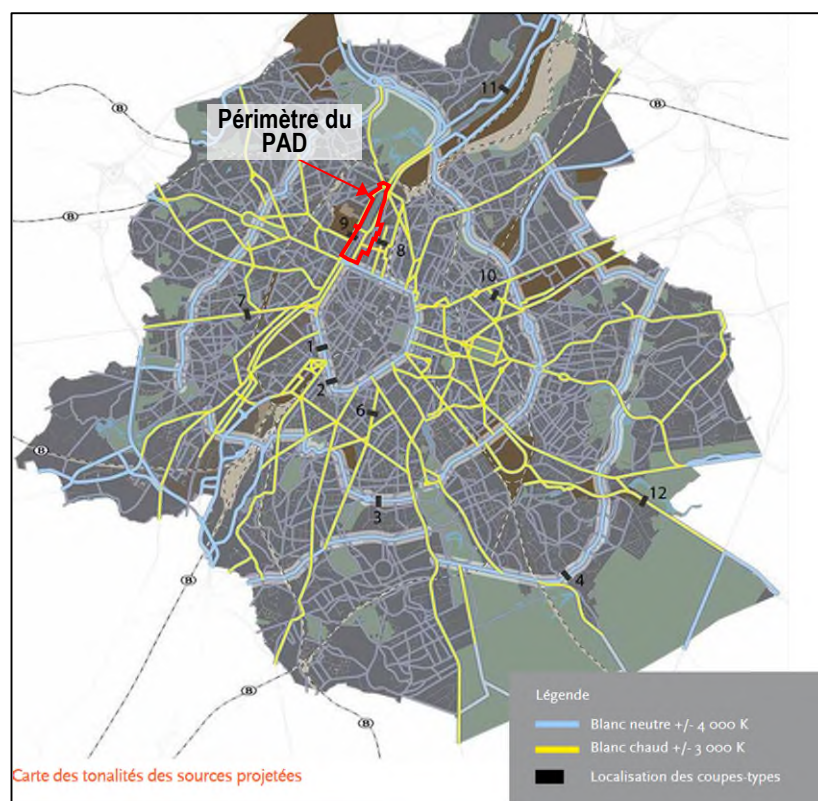 11
B
B
Périmètre du
PAD
B
9
8
10
7
1
2
6
B
3
12
4
B
B
B
Légende
Blanc neutre +/- 4 000 K
Blanc chaud +/- 3 000 K
Localisation des coupes-types
Carte des tonalités des sources projetées